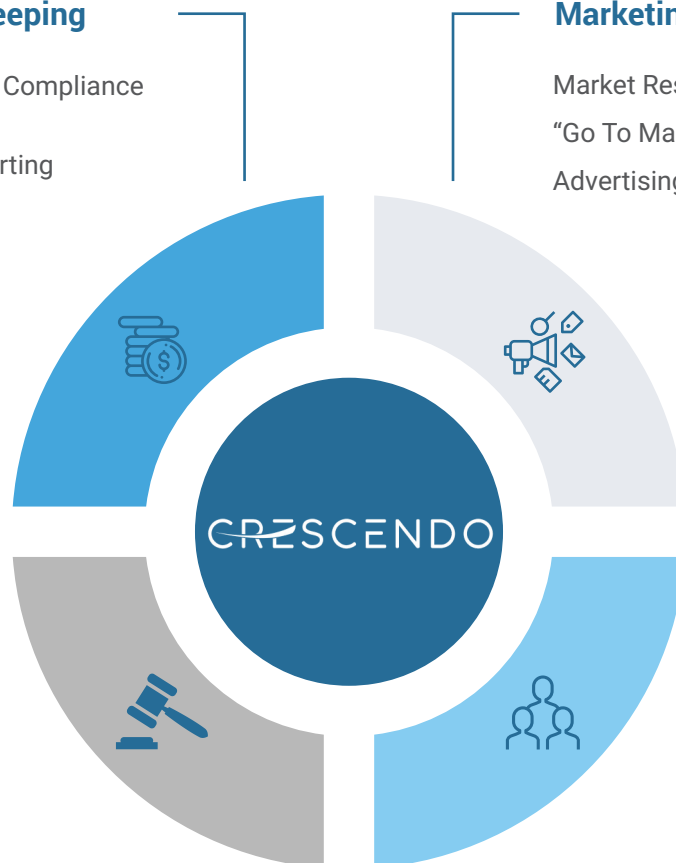 eeping
Compliance
rting
Marketin
Market Res
“Go To Ma
Advertising
$
CRESCENDO